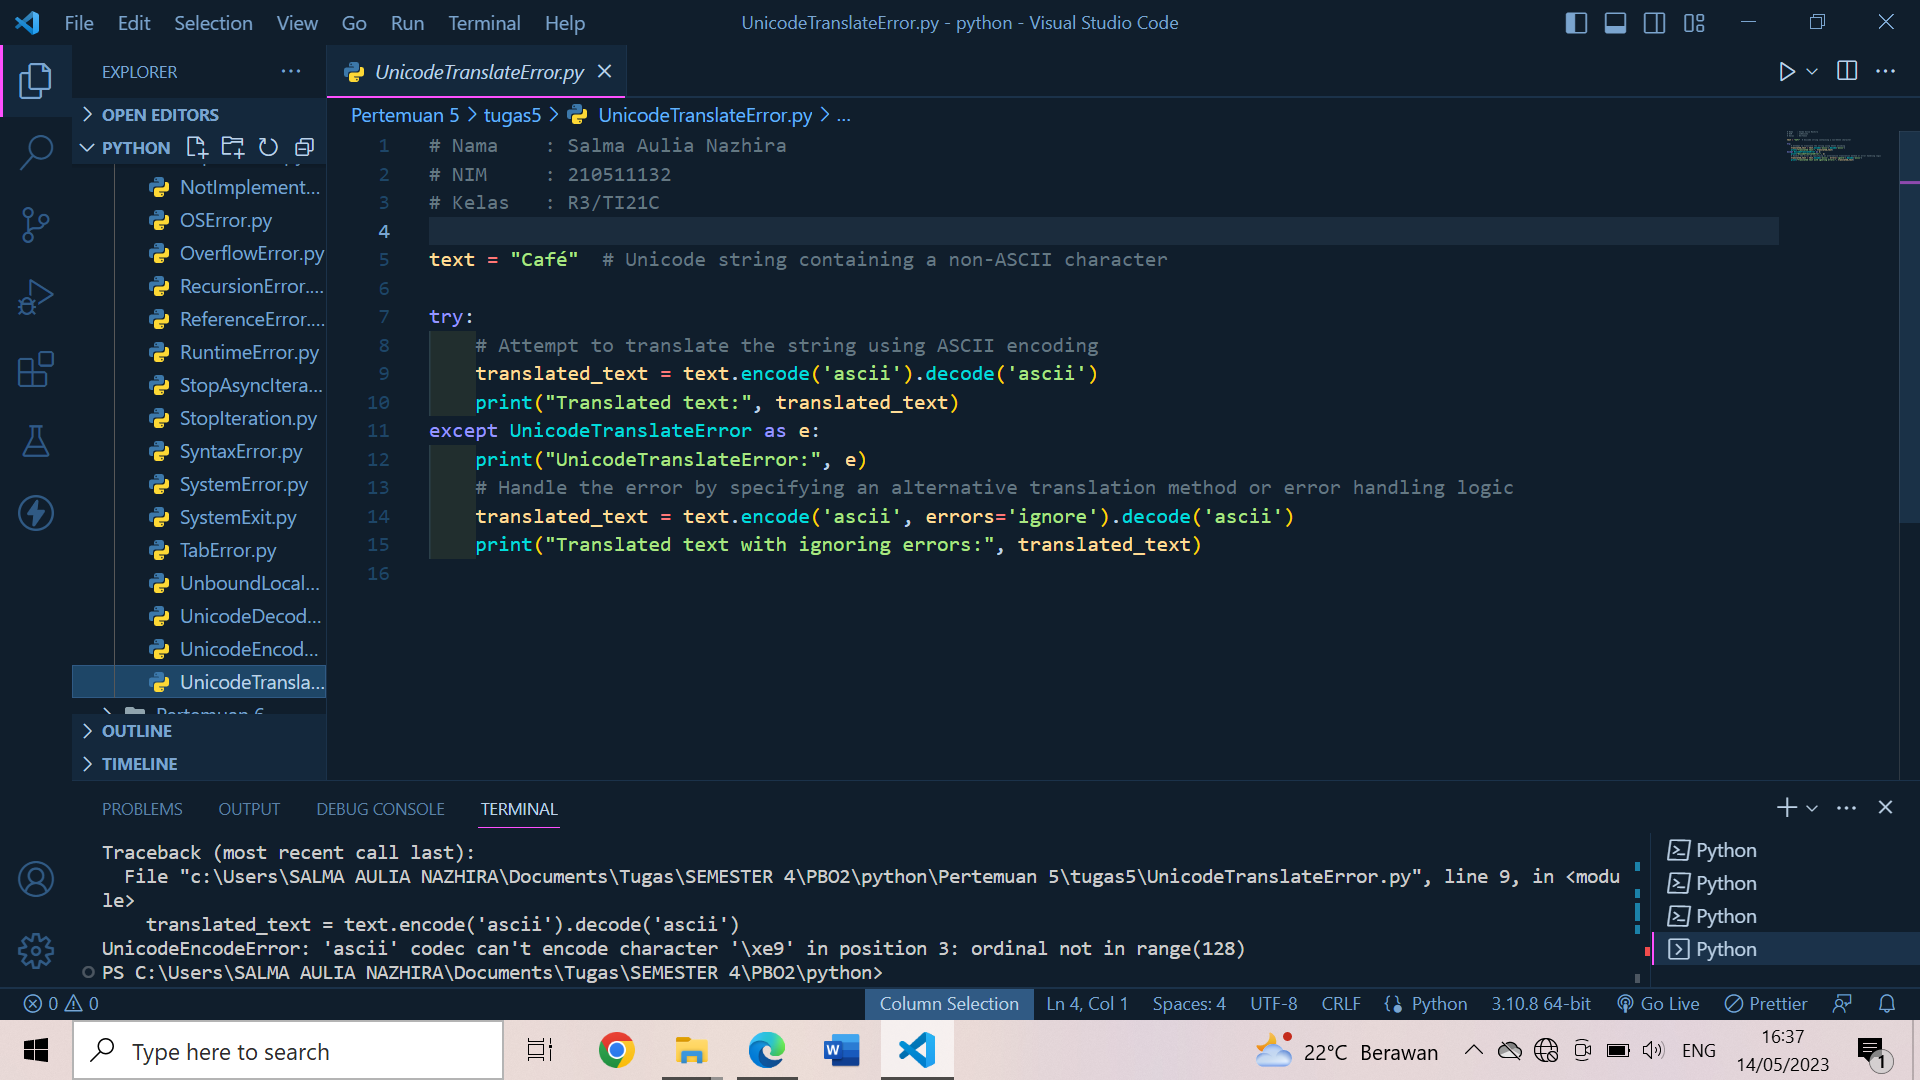 File Edit Selection View Go Run Terminal Help UnicodeTranslateError.py - python - Visual Studio Code
EXPLORER
UnicodeTranslateError.py
OPEN EDITORS
Pertemuan 5 > tugas5 > UnicodeTranslateError.py > ...
PYTHON
NotImplement...
OSError.py
OverflowError.py
RecursionError....
ReferenceError....
RuntimeError.py
StopAsyncItera...
StopIteration.py
SyntaxError.py
SystemError.py
SystemExit.py
TabError.py
UnboundLocal...
UnicodeDecod...
UnicodeEncod...
UnicodeTransla...
Pertemuan 6
OUTLINE
TIMELINE
1 # Nama    : Salma Aulia Nazhira
2 # NIM     : 210511132
3 # Kelas   : R3/TI21C
4
5 text = "Café"  # Unicode string containing a non-ASCII character
6
7 try:
8     # Attempt to translate the string using ASCII encoding
9     translated_text = text.encode('ascii').decode('ascii')
10     print("Translated text:", translated_text)
11 except UnicodeTranslateError as e:
12     print("UnicodeTranslateError:", e)
13     # Handle the error by specifying an alternative translation method or error handling logic
14     translated_text = text.encode('ascii', errors='ignore').decode('ascii')
15     print("Translated text with ignoring errors:", translated_text)
16
PROBLEMS OUTPUT DEBUG CONSOLE TERMINAL
Traceback (most recent call last):
  File "c:\Users\SALMA AULIA NAZHIRA\Documents\Tugas\SEMESTER 4\PBO2\python\Pertemuan 5\tugas5\UnicodeTranslateError.py", line 9, in <modu
le>
    translated_text = text.encode('ascii').decode('ascii')
UnicodeEncodeError: 'ascii' codec can't encode character '\xe9' in position 3: ordinal not in range(128)
PS C:\Users\SALMA AULIA NAZHIRA\Documents\Tugas\SEMESTER 4\PBO2\python>
Python
Python
Python
Python
0 0 Column Selection Ln 4, Col 1 Spaces: 4 UTF-8 CRLF Python 3.10.8 64-bit Go Live Prettier
Type here to search
22°C Berawan
ENG
16:37
14/05/2023
1